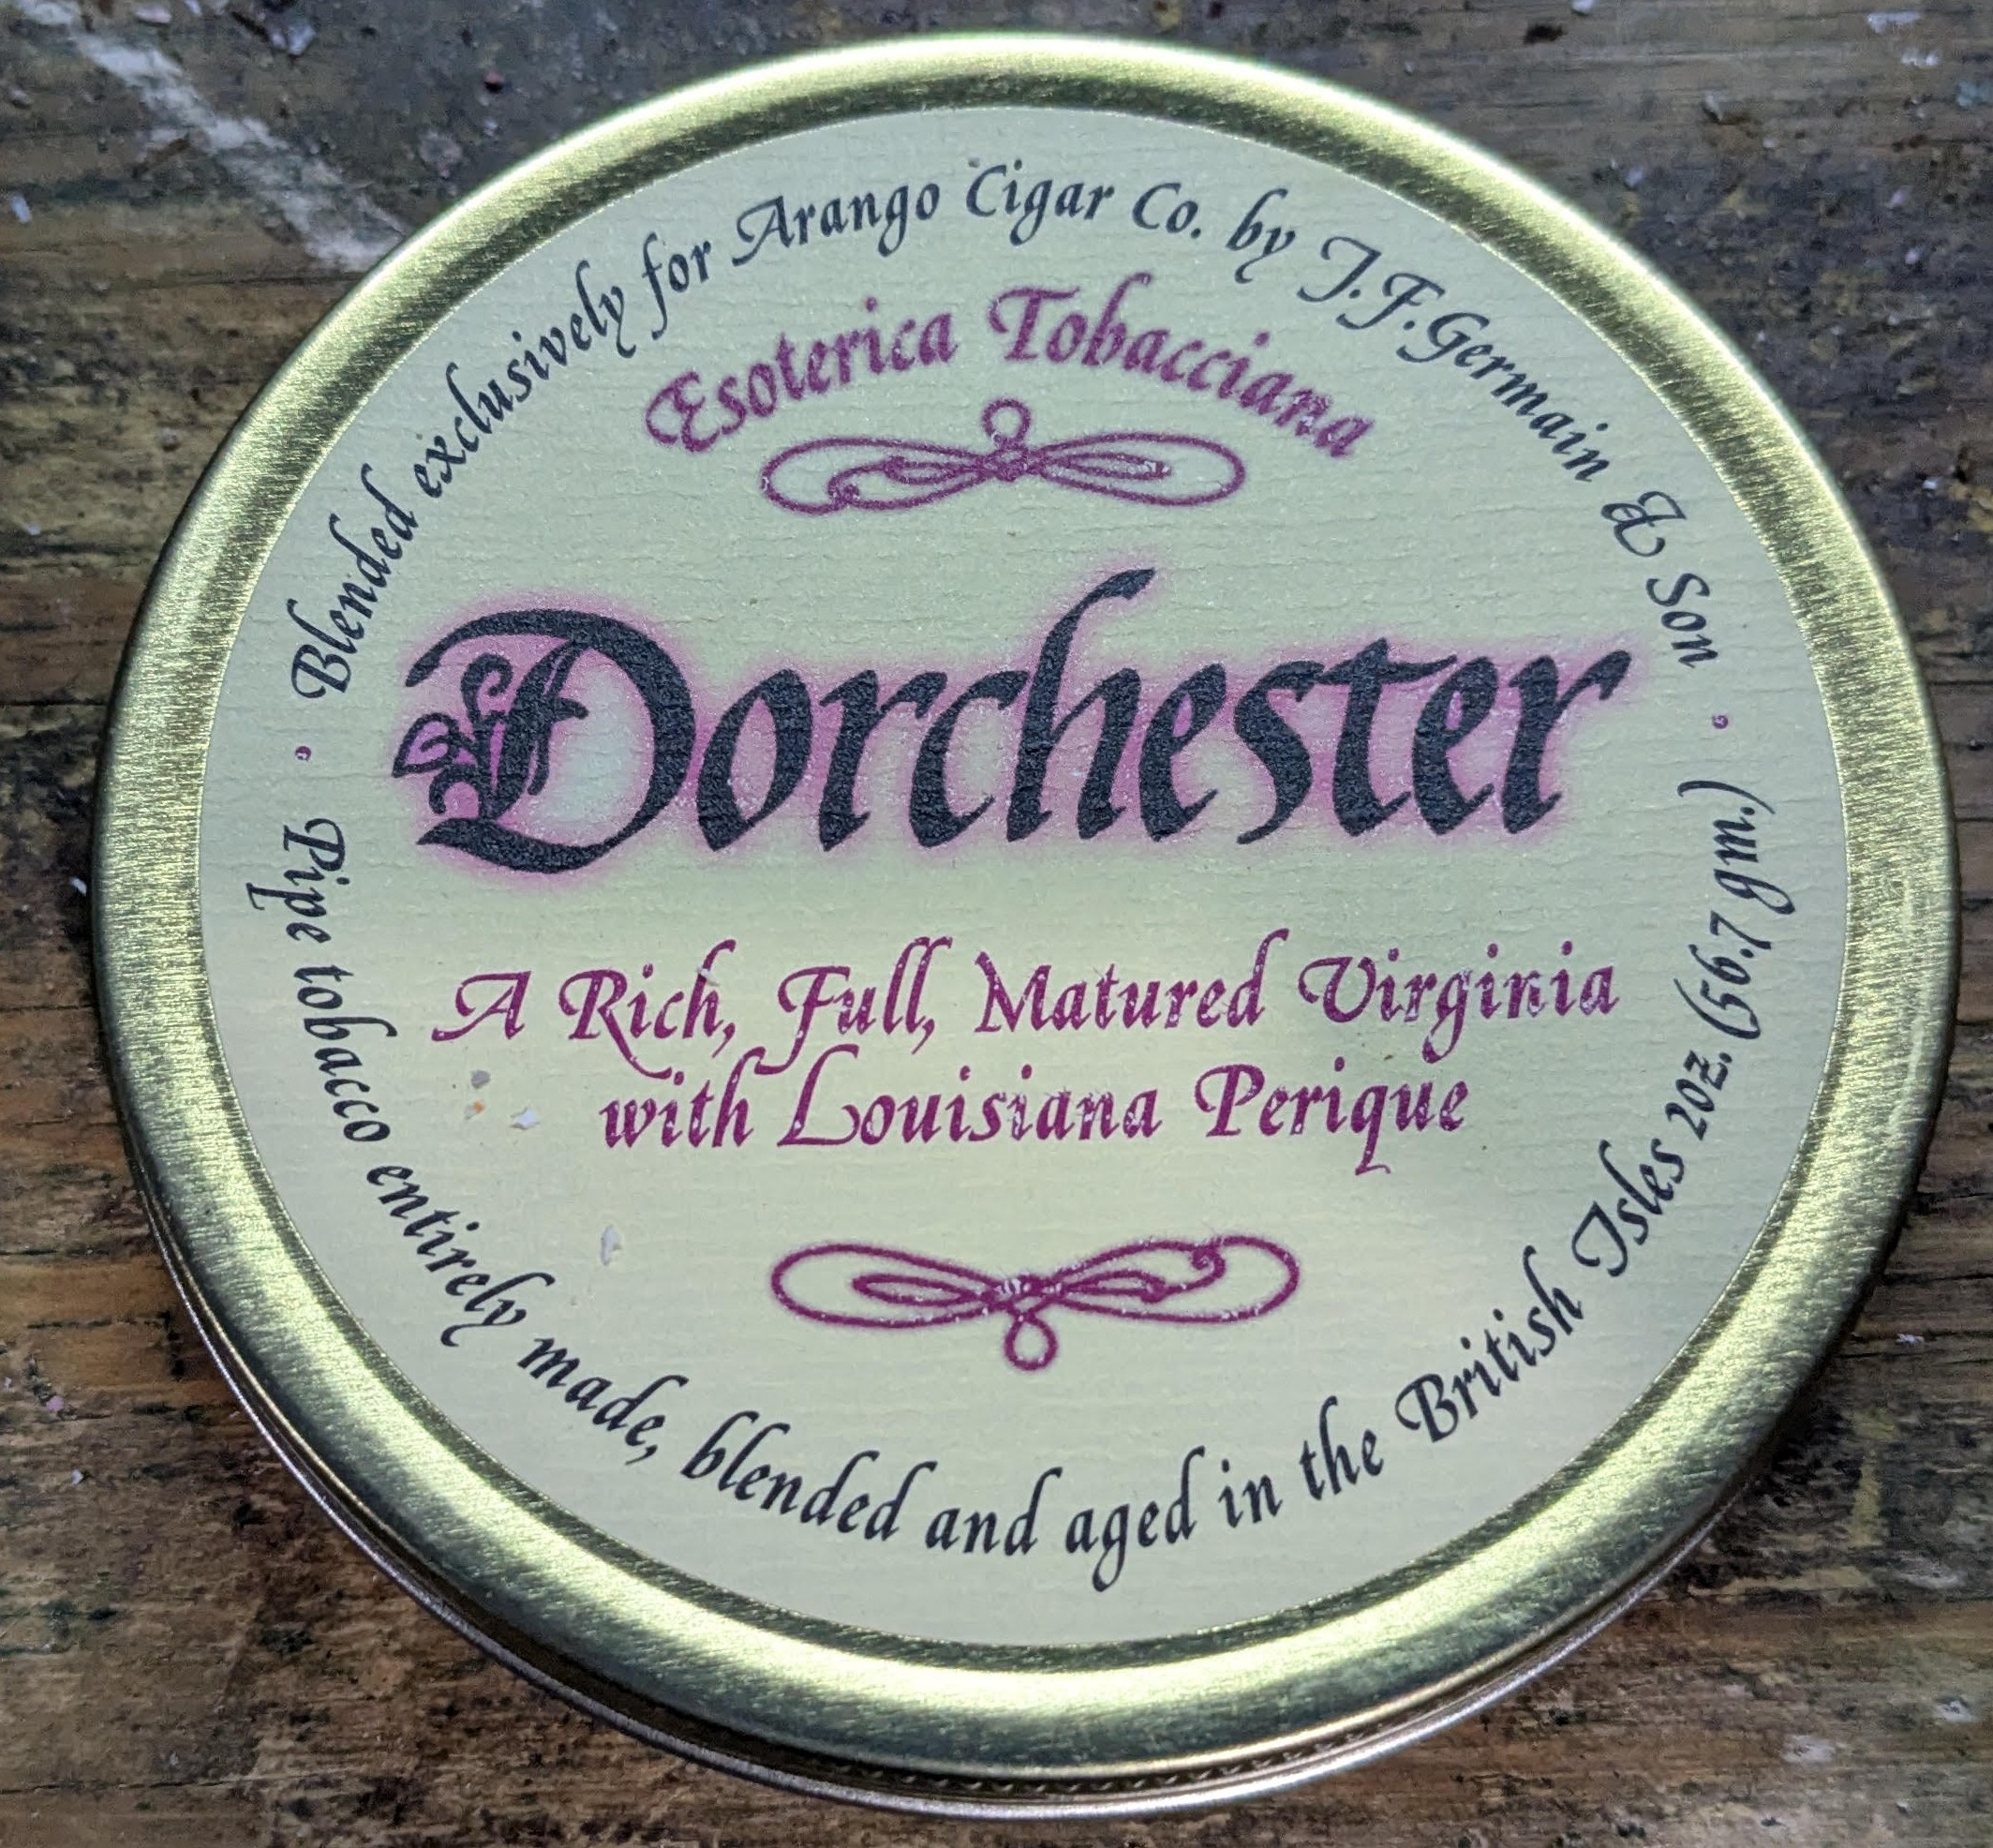 Blended exclusively for Arango Cigar Co. by J.F. Germain & Son
Esoterica Tobacciana
Dorchester
A Rich, Full, Matured Virginia
with Louisiana Perique
Pipe tobacco entirely made, blended and aged in the British Isles 2oz. (56.7 gm.)